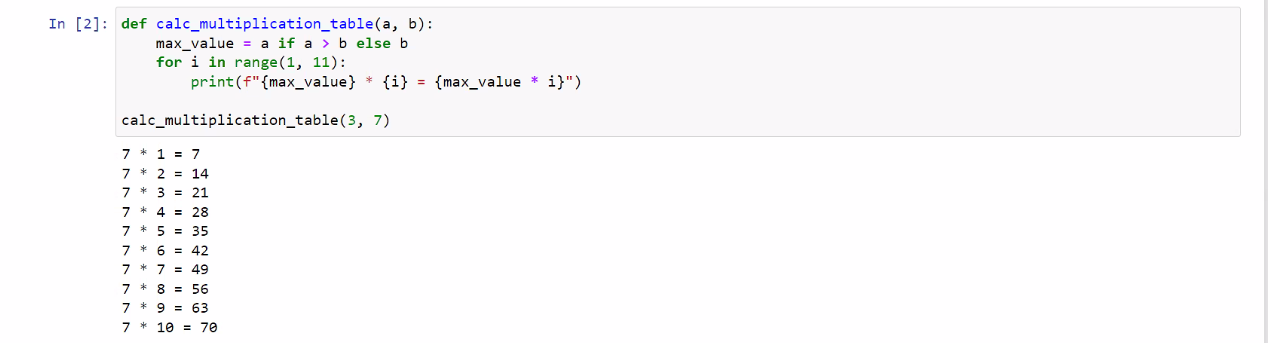 In [2]: def calc_multiplication_table(a, b):
    max_value = a if a > b else b
    for i in range(1, 11):
        print(f"{max_value} * {i} = {max_value * i}")
calc_multiplication_table(3, 7)
7 * 1 = 7
7 * 2 = 14
7 * 3 = 21
7 * 4 = 28
7 * 5 = 35
7 * 6 = 42
7 * 7 = 49
7 * 8 = 56
7 * 9 = 63
7 * 10 = 70